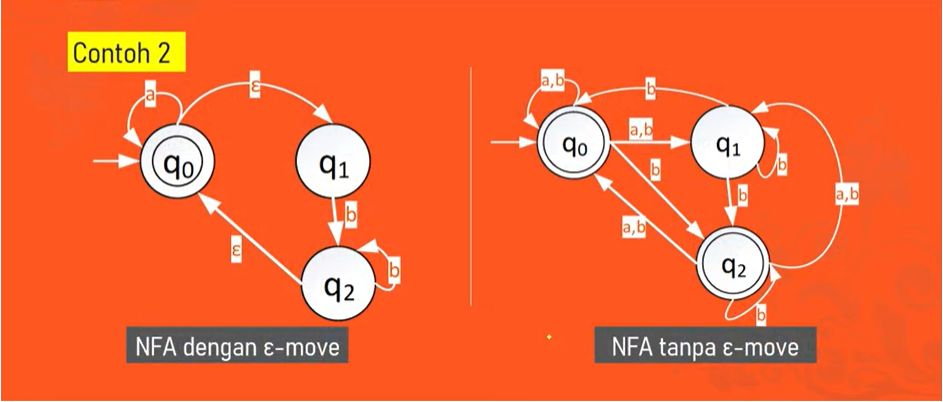 Contoh 2
a
ε
q0
q1
b
ε
q2
b
NFA dengan ε-move
a,b
b
q0
a,b
q1
b
b
b
a,b
a,b
q2
b
NFA tanpa ε-move